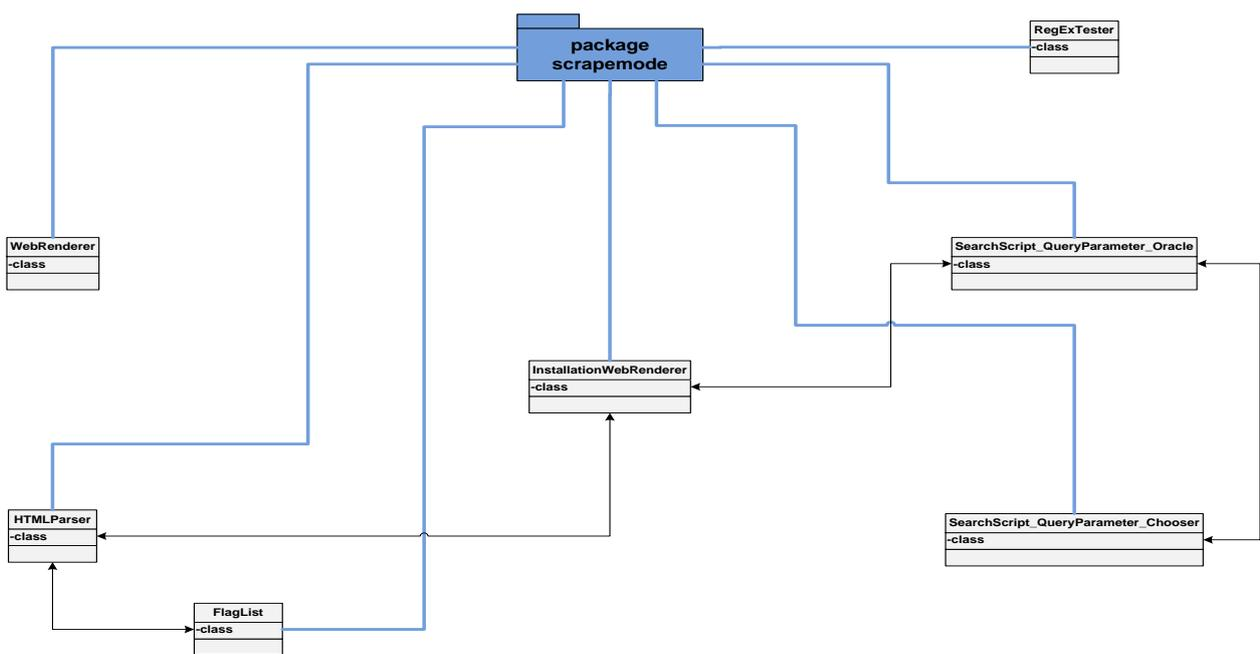 package
scrapemode
RegExTester
-class
WebRenderer
-class
SearchScript_QueryParameter_Oracle
-class
InstallationWebRenderer
-class
HTMLParser
-class
SearchScript_QueryParameter_Chooser
-class
FlagList
-class